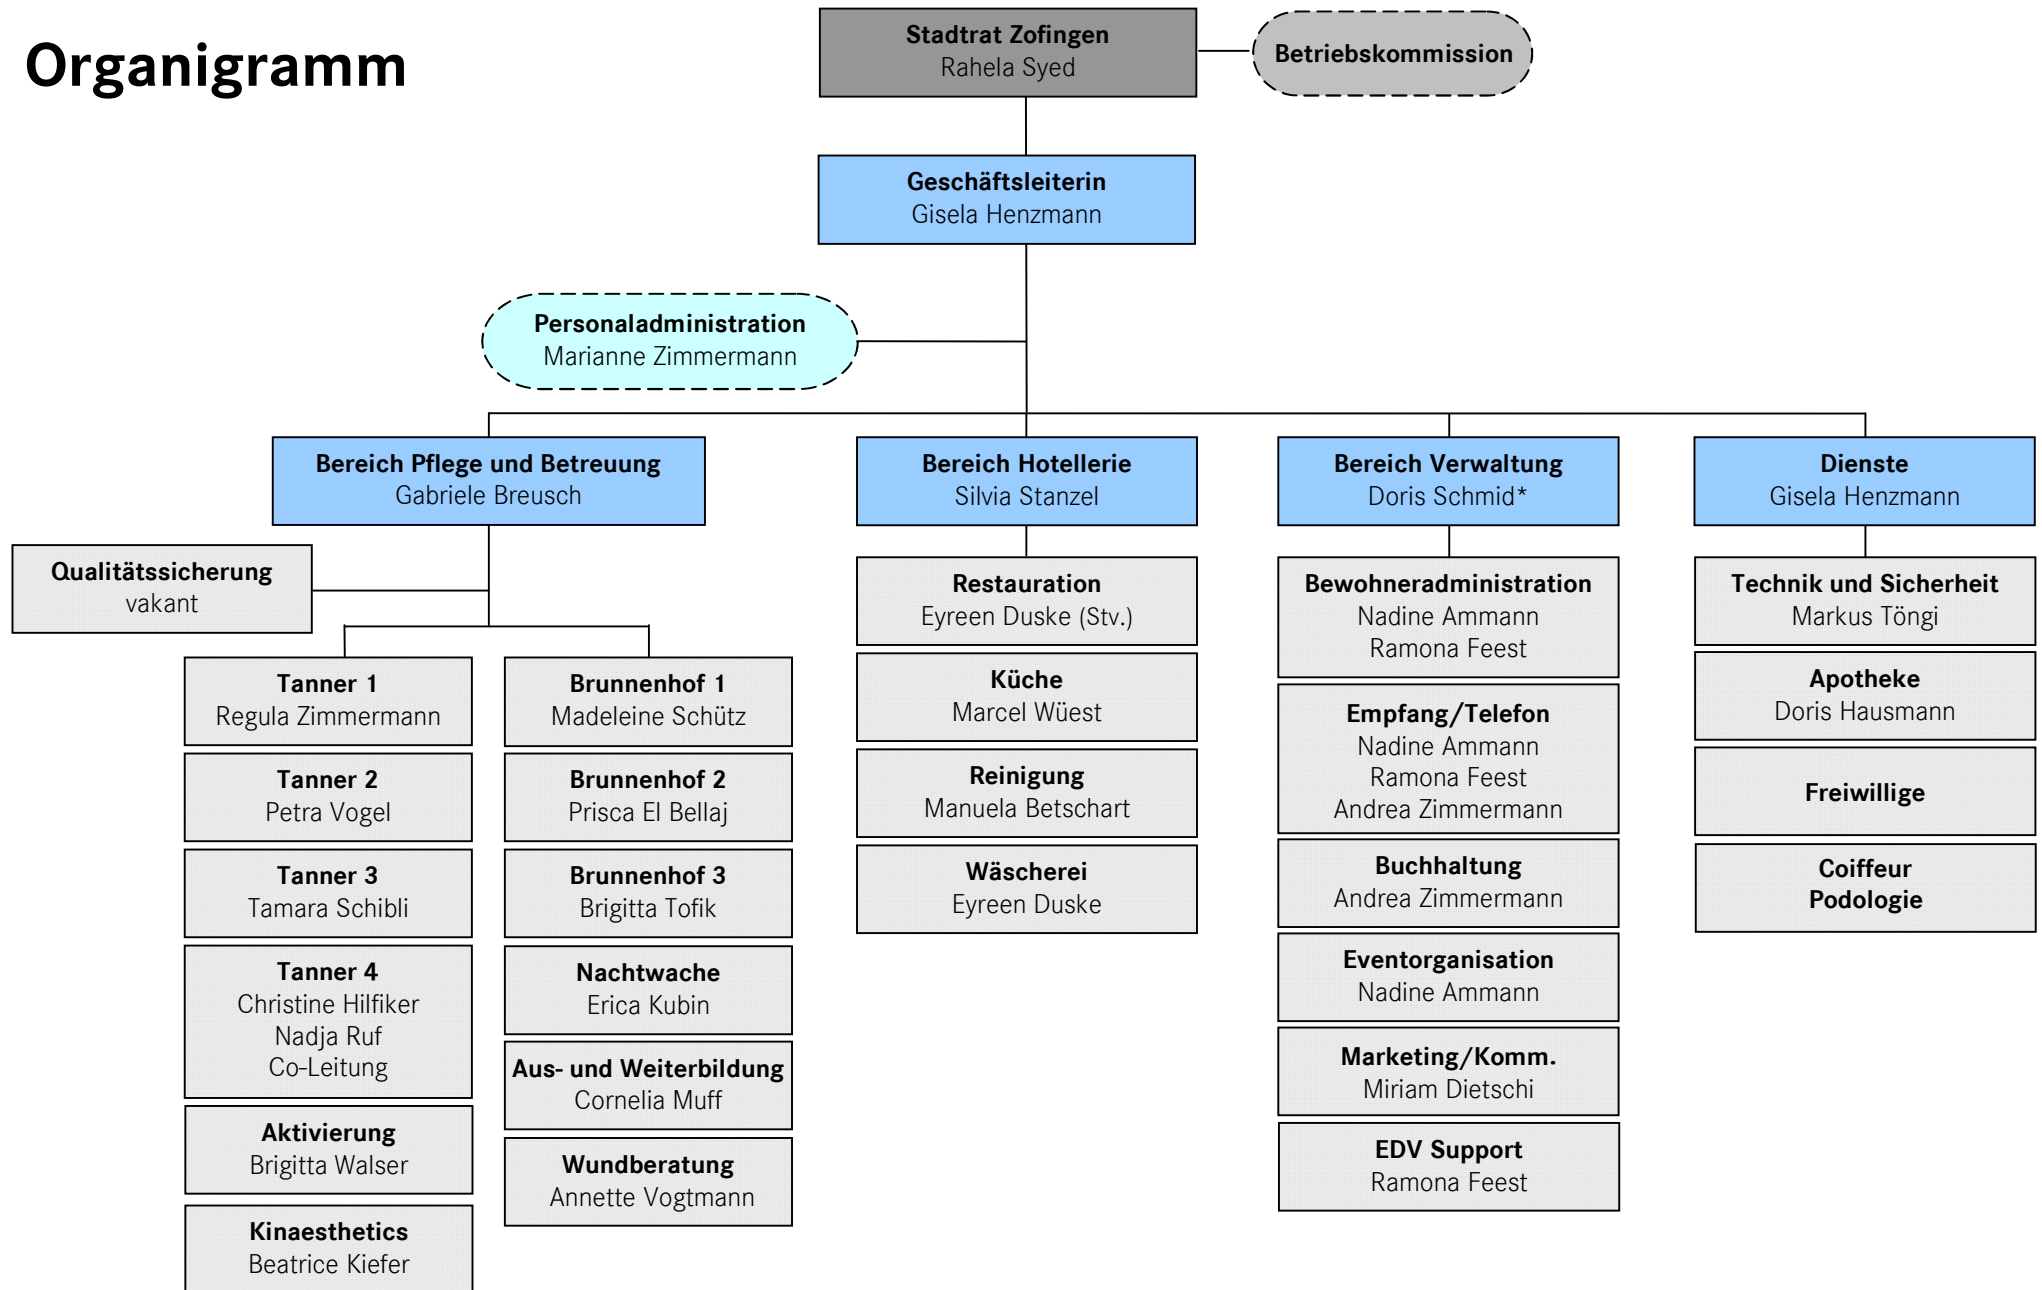 Organigramm
Stadtrat Zofingen
Rahela Syed
Betriebskommission
Geschäftsleiterin
Gisela Henzmann
Personaladministration
Marianne Zimmermann
Bereich Pflege und Betreuung
Gabriele Breusch
Qualitätssicherung
vakant
Tanner 1
Regula Zimmermann
Tanner 2
Petra Vogel
Tanner 3
Tamara Schibli
Tanner 4
Christine Hilfiker
Nadja Ruf
Co-Leitung
Aktivierung
Brigitta Walser
Kinaesthetics
Beatrice Kiefer
Brunnenhof 1
Madeleine Schütz
Brunnenhof 2
Prisca El Bellaj
Brunnenhof 3
Brigitta Tofik
Nachtwache
Erica Kubin
Aus- und Weiterbildung
Cornelia Muff
Wundberatung
Annette Vogtmann
Bereich Hotellerie
Silvia Stanzel
Restauration
Eyreen Duske (Stv.)
Küche
Marcel Wüest
Reinigung
Manuela Betschart
Wäscherei
Eyreen Duske
Bereich Verwaltung
Doris Schmid*
Bewohneradministration
Nadine Ammann
Ramona Feest
Empfang/Telefon
Nadine Ammann
Ramona Feest
Andrea Zimmermann
Buchhaltung
Andrea Zimmermann
Eventorganisation
Nadine Ammann
Marketing/Komm.
Miriam Dietschi
EDV Support
Ramona Feest
Dienste
Gisela Henzmann
Technik und Sicherheit
Markus Töngi
Apotheke
Doris Hausmann
Freiwillige
Coiffeur
Podologie